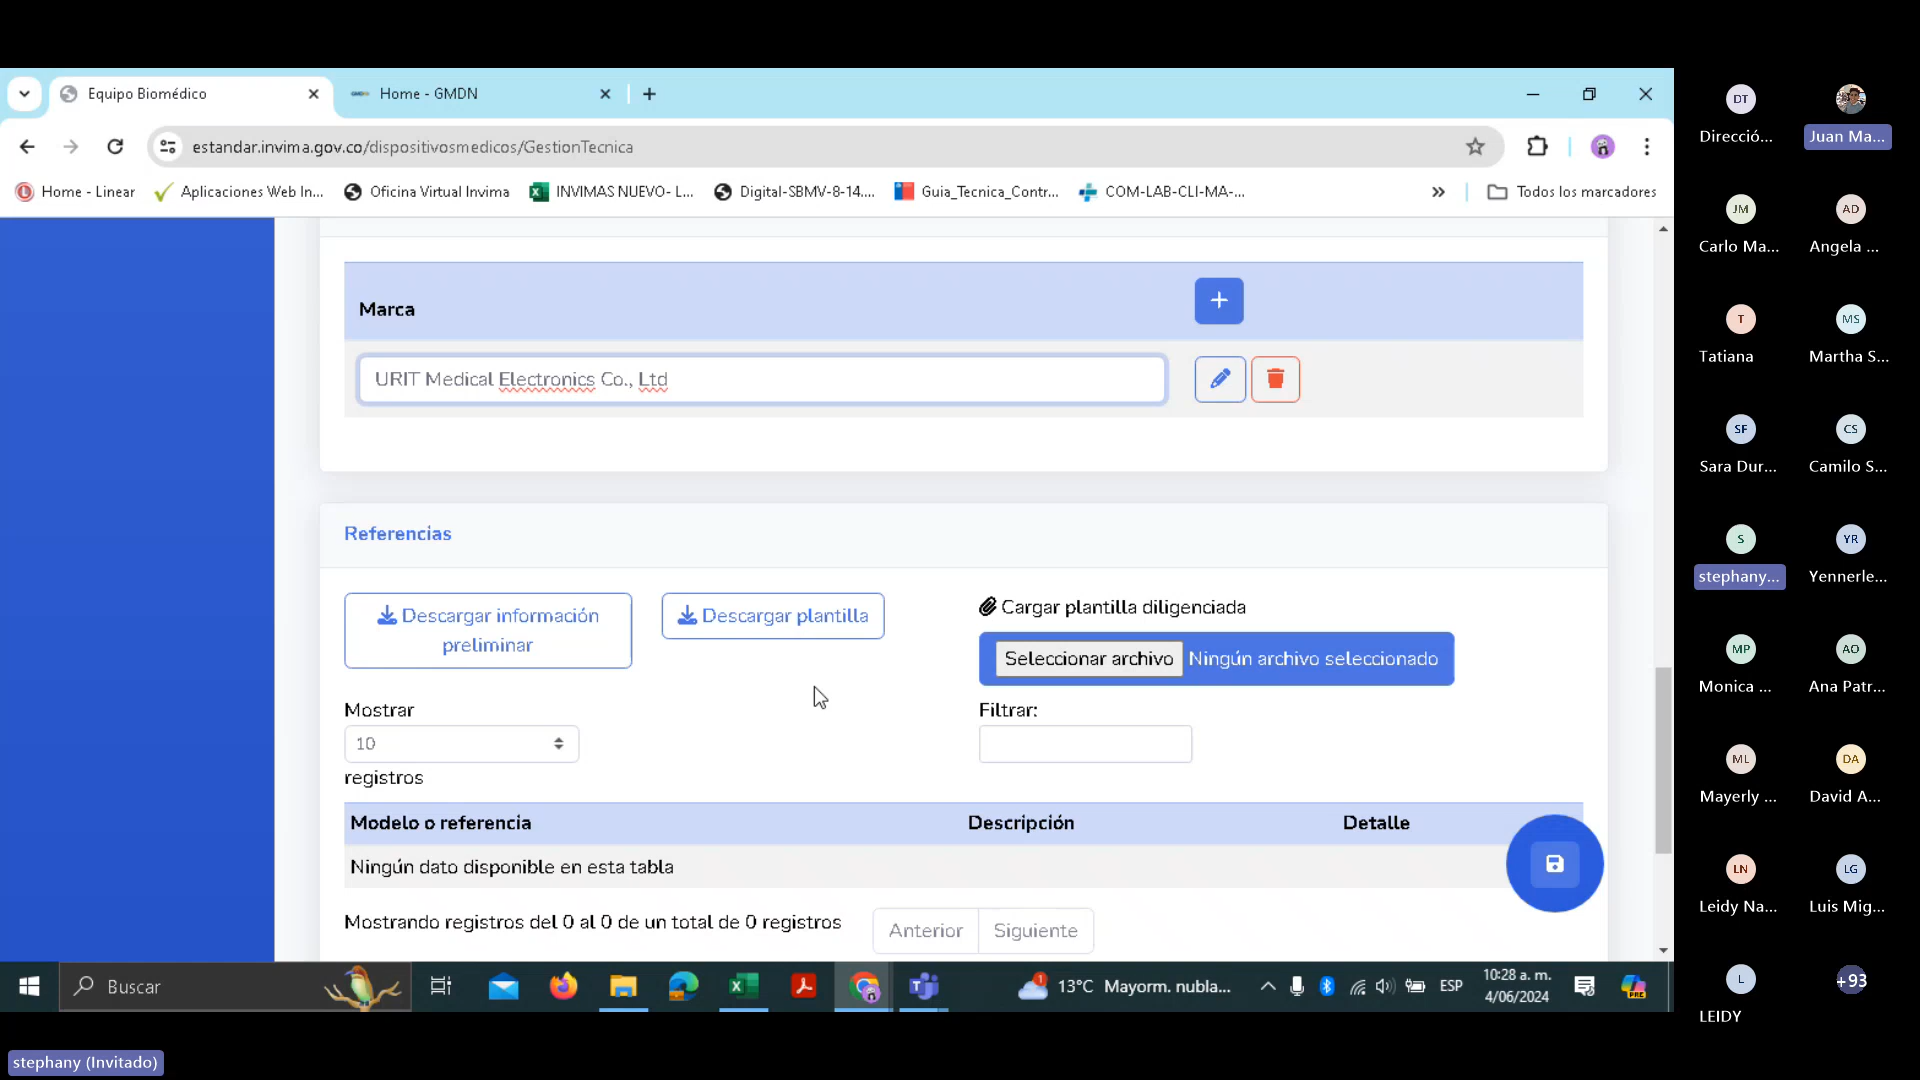 Equipo Biomédico
Home - GMDN
estandar.invima.gov.co/dispositivosmedicos/GestionTecnica
Home - Linear
Aplicaciones Web In...
Oficina Virtual Invima
INVIMAS NUEVO- L...
Digital-SBMV-8-14....
Guia_Tecnica_Contr...
COM-LAB-CLI-MA-...
»
Todos los marcadores
Marca
+
URIT Medical Electronics Co., Ltd
Referencias
Descargar información
preliminar
Descargar plantilla
Cargar plantilla diligenciada
Seleccionar archivo Ningún archivo seleccionado
Mostrar
10
registros
Filtrar:
Modelo o referencia Descripción Detalle
Ningún dato disponible en esta tabla
Mostrando registros del 0 al 0 de un total de 0 registros
Anterior Siguiente
Buscar
1
13°C Mayorm. nubla...
ESP
10:28 a. m.
4/06/2024
PRE
DT
Direcció...
Juan Ma...
JM
Carlo Ma...
AD
Angela ...
T
Tatiana
MS
Martha S...
SF
Sara Dur...
CS
Camilo S...
S
stephany...
YR
Yennerle...
MP
Monica ...
AO
Ana Patr...
ML
Mayerly ...
DA
David A...
LN
Leidy Na...
LG
Luis Mig...
L
LEIDY
+93
stephany (Invitado)